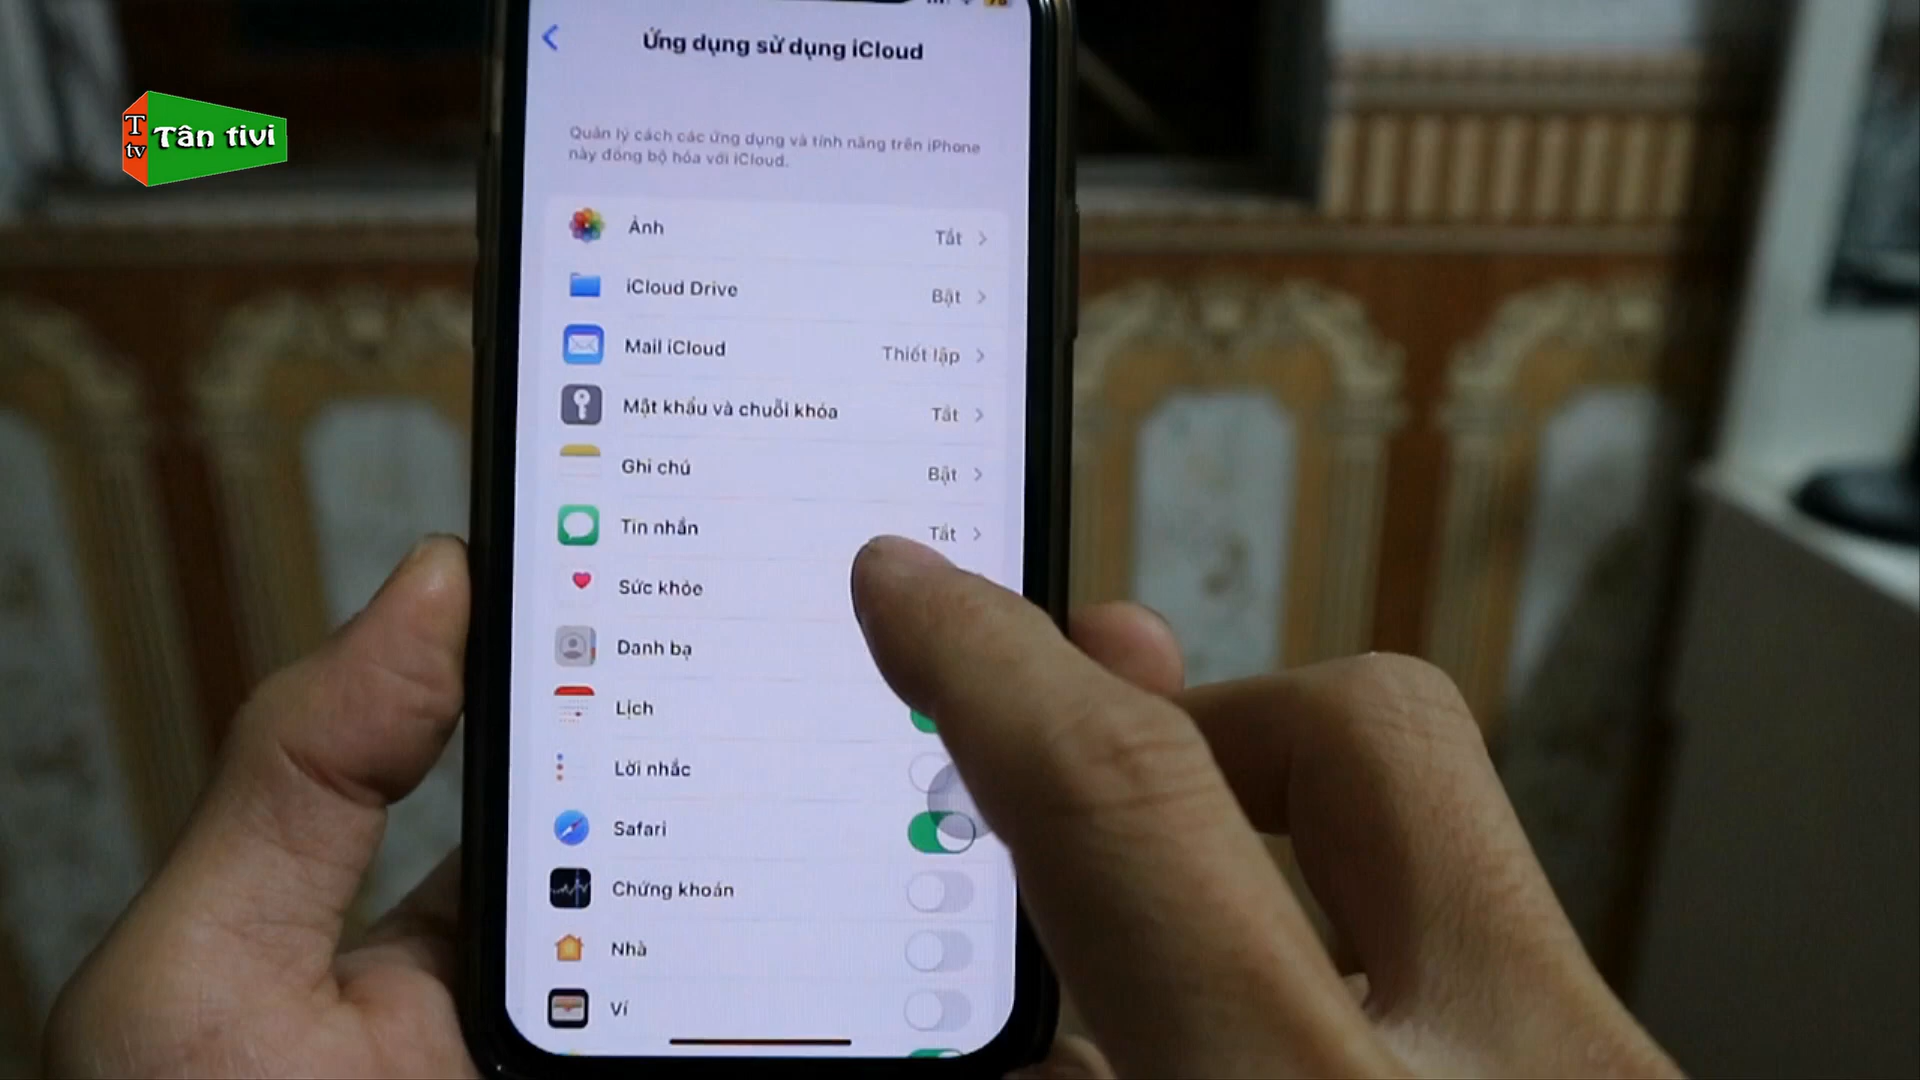 Ứng dụng sử dụng iCloud
T
tv
Tân tivi
Quản lý cách các ứng dụng và tính năng trên iPhone
này đồng bộ hóa với iCloud.
Ảnh Tắt
iCloud Drive Bật
Mail iCloud Thiết lập
Mật khẩu và chuỗi khóa Tắt
Ghi chú Bật
Tin nhắn Tắt
Sức khỏe
Danh bạ
Lịch
Lời nhắc
Safari
Chứng khoán
Nhà
Ví